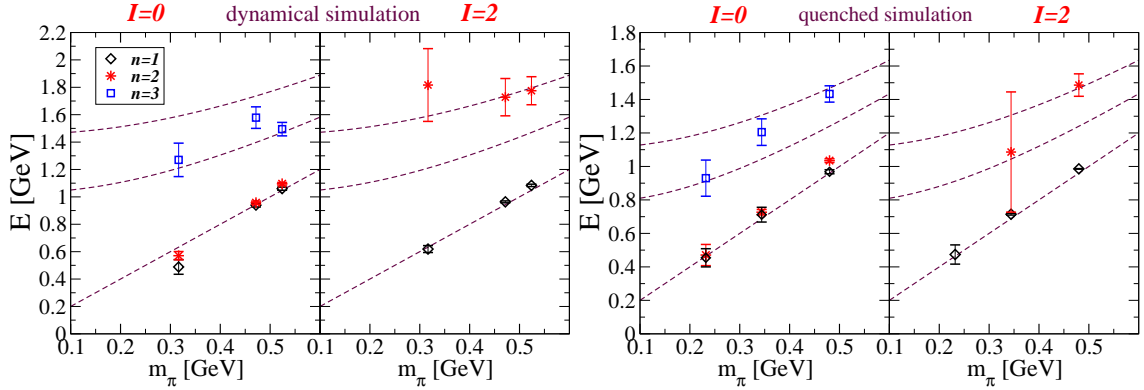 I=0 dynamical simulation I=2
I=0 quenched simulation I=2
n=1
n=2
n=3
E [GeV]
2.2
2
1.8
1.6
1.4
1.2
1
0.8
0.6
0.4
0.2
0
0.1 0.2 0.3 0.4 0.5 0.1 0.2 0.3 0.4 0.5
m_π [GeV] m_π [GeV]
E [GeV]
1.8
1.6
1.4
1.2
1
0.8
0.6
0.4
0.2
0
0.1 0.2 0.3 0.4 0.5 0.1 0.2 0.3 0.4 0.5
m_π [GeV] m_π [GeV]